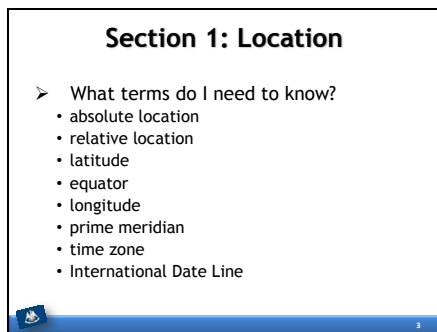 Section 1: Location
➤ What terms do I need to know?
• absolute location
• relative location
• latitude
• equator
• longitude
• prime meridian
• time zone
• International Date Line
3